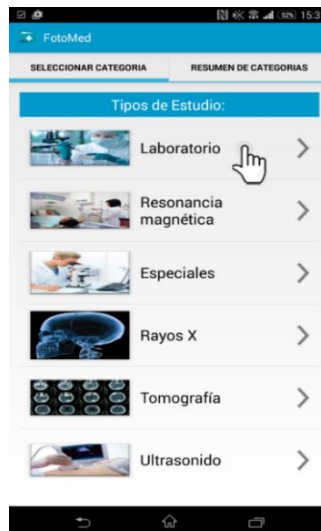 15:3
FotoMed
SELECCIONAR CATEGORIA
RESUMEN DE CATEGORIAS
Tipos de Estudio:
Laboratorio
Resonancia
magnética
Especiales
Rayos X
Tomografía
Ultrasonido